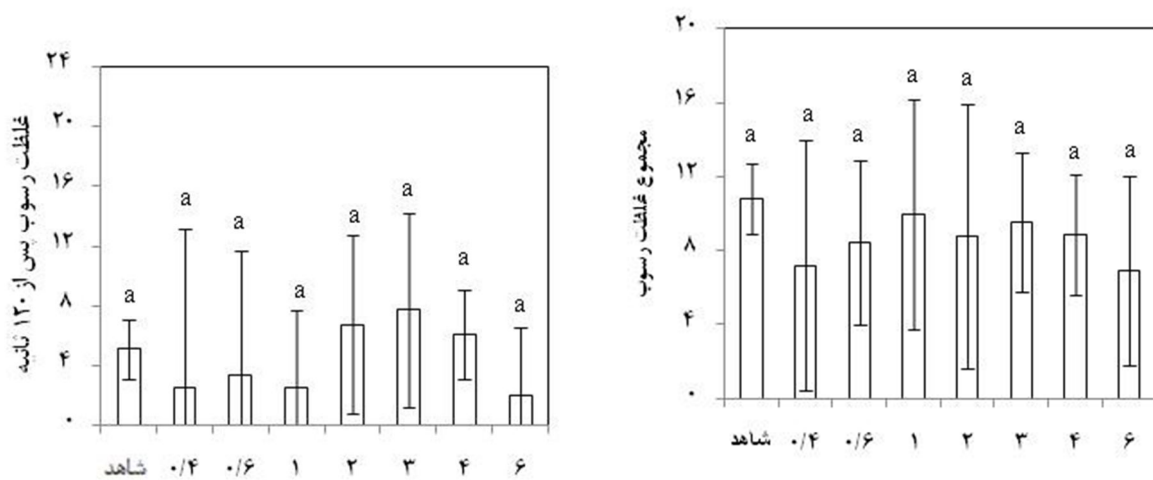 غلظت رسوب پس از ۱۲۰ ثانیه
۲۴
۲۰
۱۶
۱۲
۸
۴
۰
a a a a a a a a
شاهد ۰/۴ ۰/۶ ۱ ۲ ۳ ۴ ۶
مجموع غلظت رسوب
۲۰
۱۶
۱۲
۸
۴
۰
a a a a a a a a
شاهد ۰/۴ ۰/۶ ۱ ۲ ۳ ۴ ۶